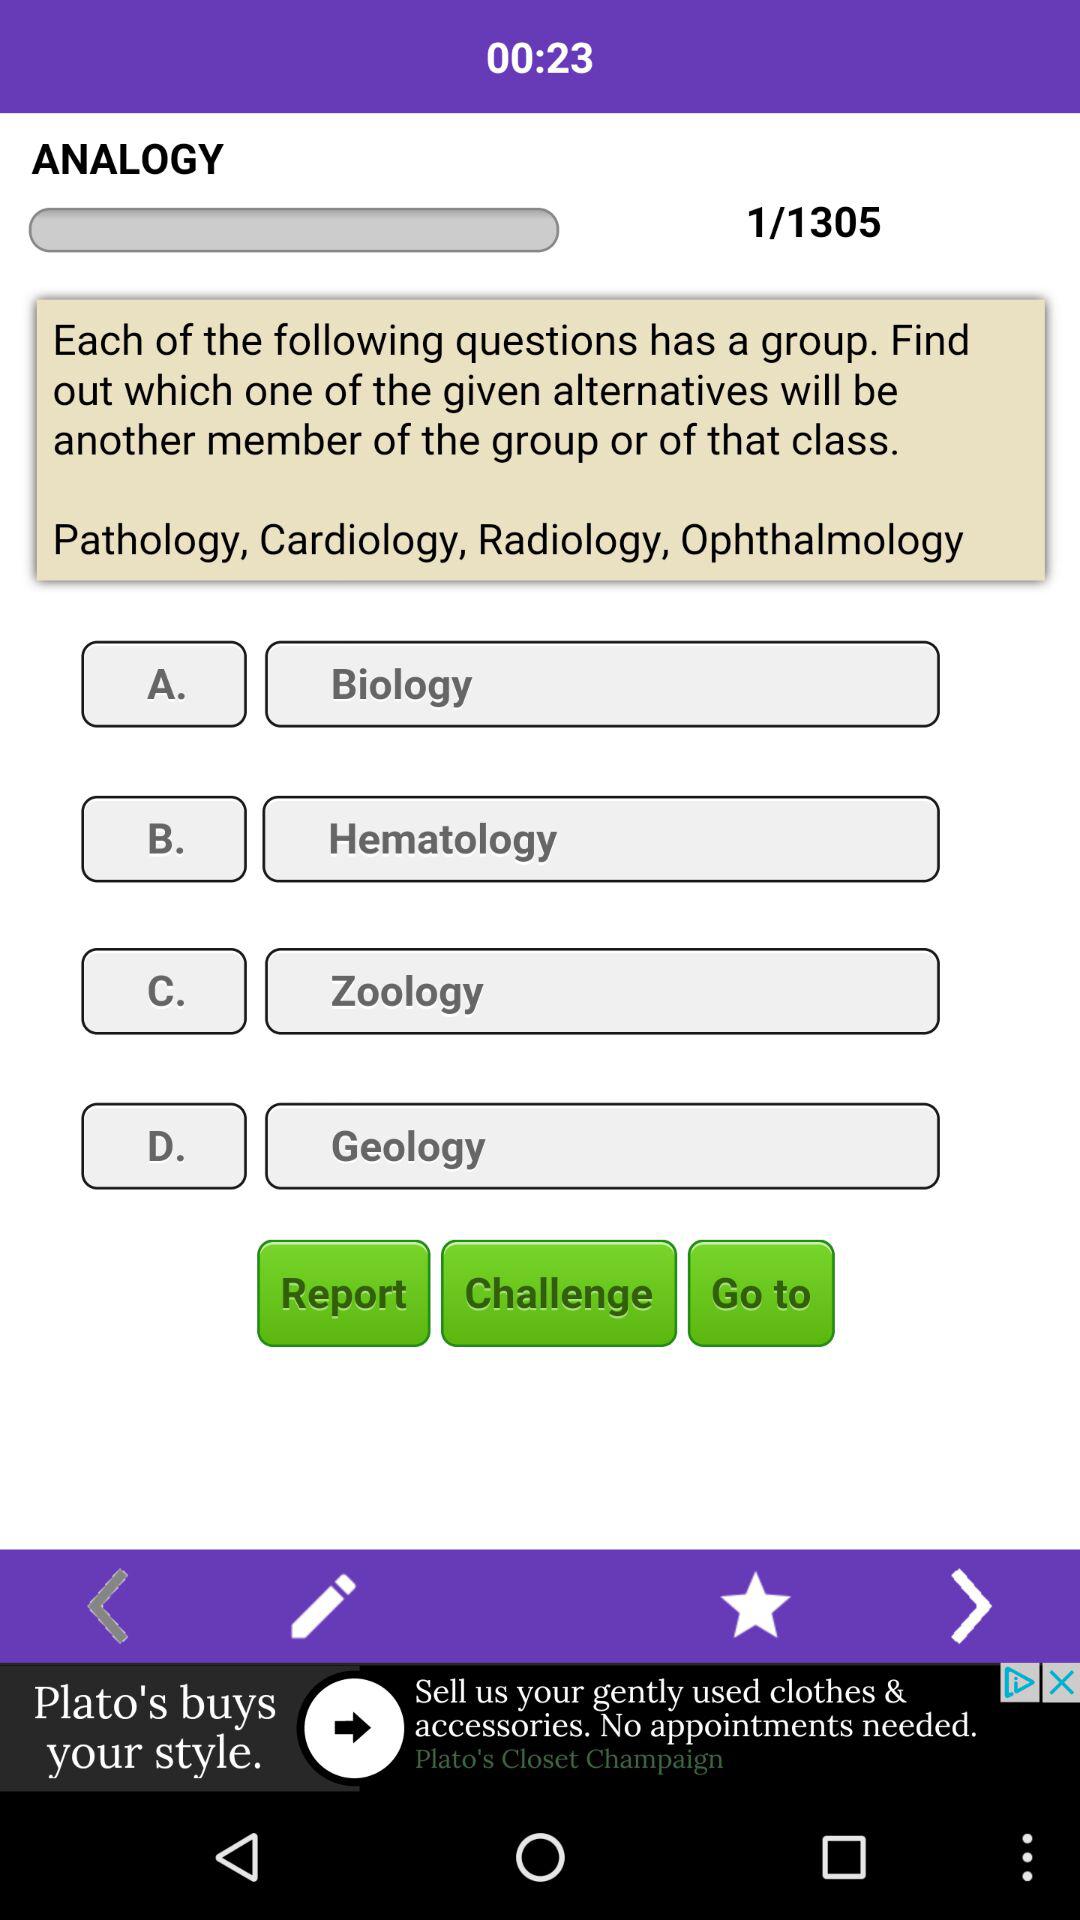 00:23
ANALOGY
1/1305
Each of the following questions has a group. Find
out which one of the given alternatives will be
another member of the group or of that class.
Pathology, Cardiology, Radiology, Ophthalmology
A. Biology
B. Hematology
C. Zoology
D. Geology
Report Challenge Go to
Plato's buys
your style.
Sell us your gently used clothes &
accessories. No appointments needed.
Plato's Closet Champaign